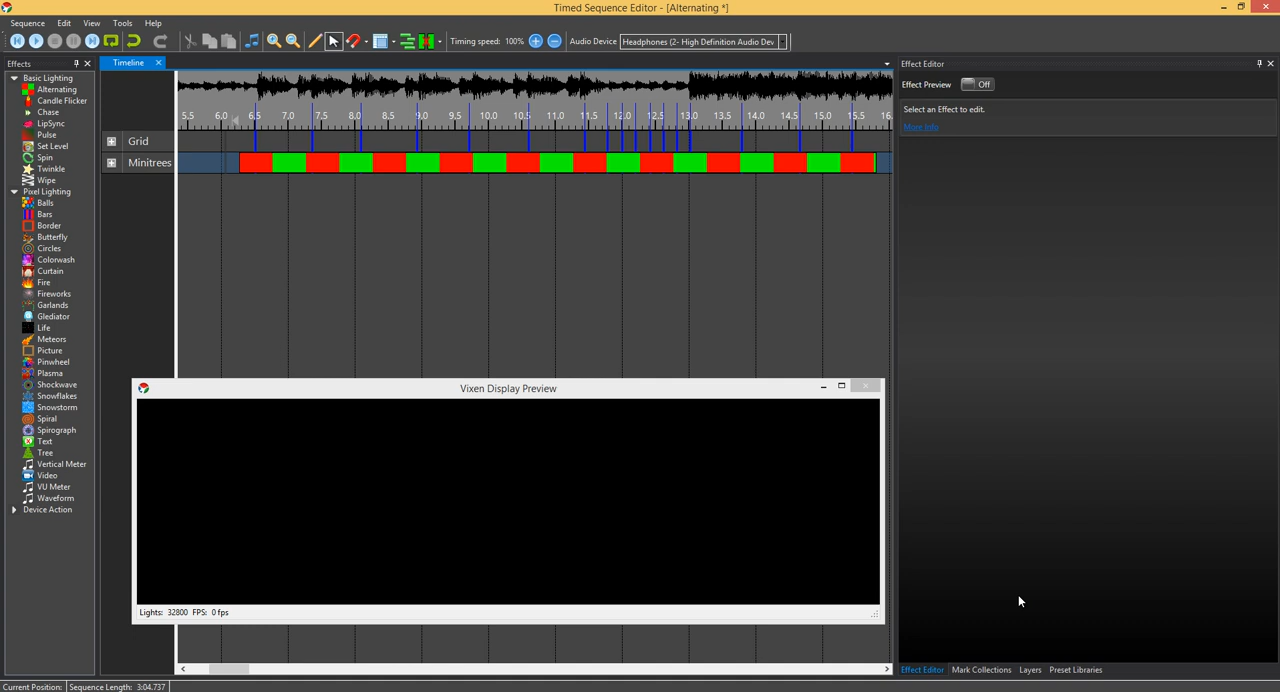 Timed Sequence Editor - [Alternating *]
Sequence Edit View Tools Help
Timing speed: 100% Audio Device Headphones (2- High Definition Audio Dev
Effects
Basic Lighting
Alternating
Candle Flicker
Chase
LipSync
Pulse
Set Level
Spin
Twinkle
Wipe
Pixel Lighting
Balls
Bars
Border
Butterfly
Circles
Colorwash
Curtain
Fire
Fireworks
Garlands
Glediator
Life
Meteors
Picture
Pinwheel
Plasma
Shockwave
Snowflakes
Snowstorm
Spiral
Spirograph
Text
Tree
Vertical Meter
Video
VU Meter
Waveform
Device Action
Timeline
5.5 6.0 6.5 7.0 7.5 8.0 8.5 9.0 9.5 10.0 10.5 11.0 11.5 12.0 12.5 13.0 13.5 14.0 14.5 15.0 15.5 16.
Grid
Minitrees
Vixen Display Preview
Lights: 32800 FPS: 0 fps
Effect Editor
Effect Preview Off
Select an Effect to edit.
More Info
Effect Editor Mark Collections Layers Preset Libraries
Current Position: Sequence Length: 3:04.737